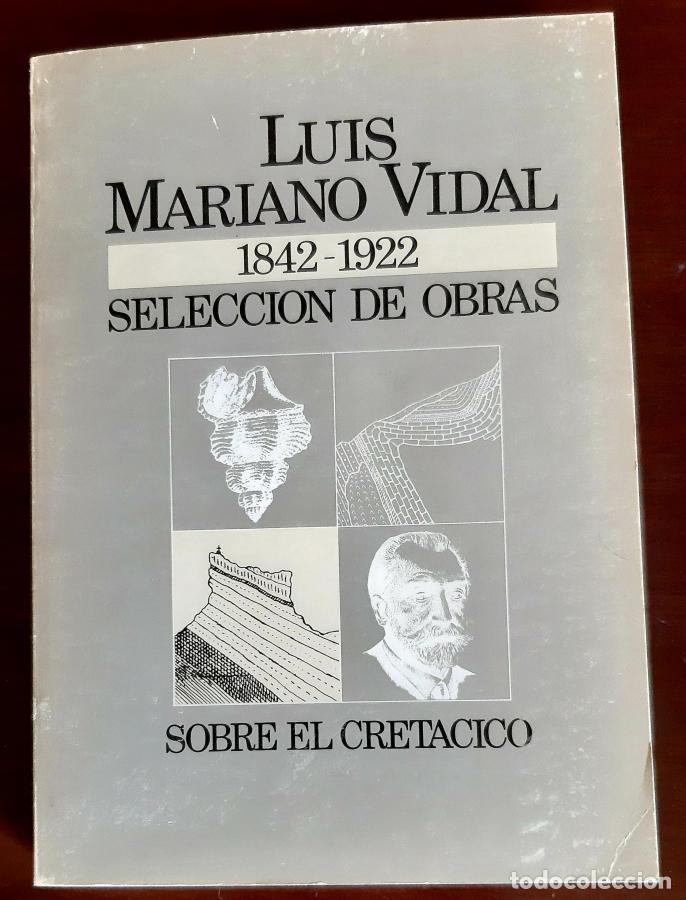 LUIS
MARIANO VIDAL
1842-1922
SELECCION DE OBRAS
SOBRE EL CRETACICO
todocoleccion